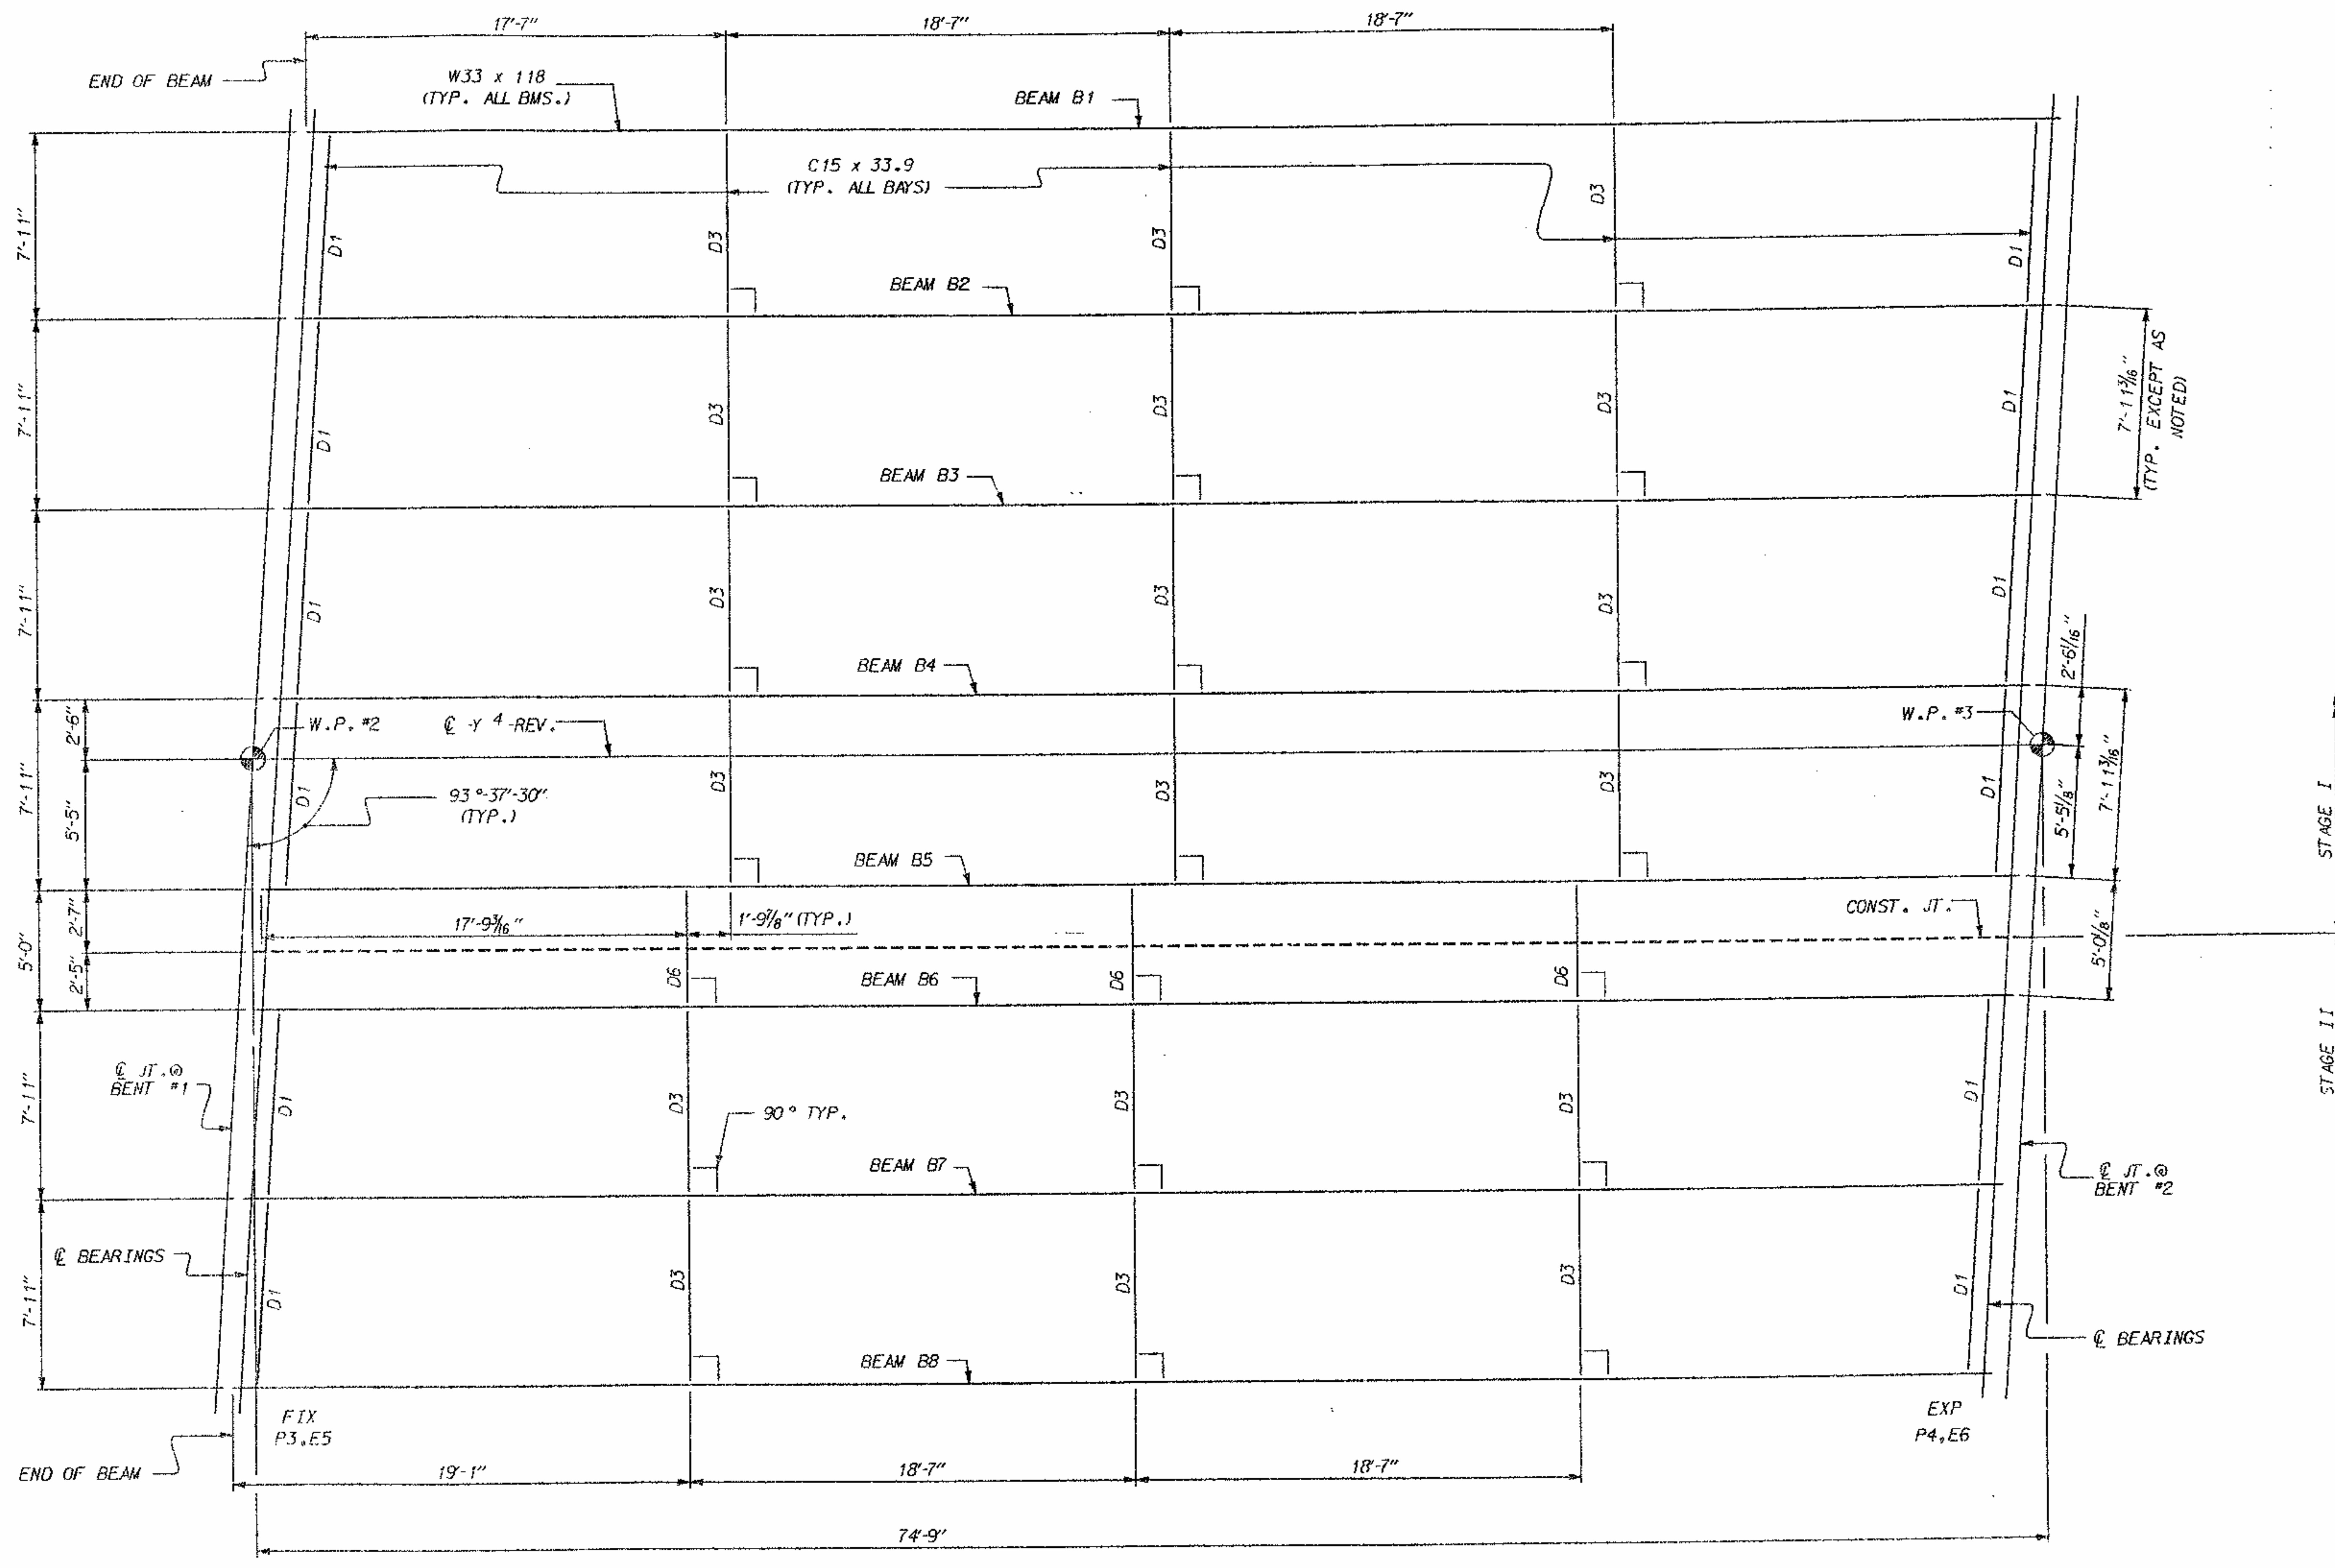 17'-7"
18'-7"
18'-7"
END OF BEAM
W33 x 118
(TYP. ALL BMS.)
BEAM B1
C15 x 33.9
(TYP. ALL BAYS)
D3
7'-11"
D1
D3
D3
D1
BEAM B2
7'-11"
D1
D3
D3
D3
D1
7'-11 3/16"
(TYP. EXCEPT AS
NOTED)
BEAM B3
7'-11"
D1
D3
D3
D3
D1
BEAM B4
2'-6 1/16"
2'-6"
W.P. #2
℄ -Y 4 -REV.
W.P. #3
7'-11"
5'-5"
D1
93°-37'-30"
(TYP.)
D3
D3
D3
D1
5'-5 1/8"
7'-11 3/16"
STAGE I
BEAM B5
5'-0"
2'-7"
17'-9 3/16"
1'-9 7/8" (TYP.)
CONST. JT.
5'-0 1/8"
2'-5"
D6
BEAM B6
D6
D6
STAGE II
℄ JT.@
BENT #1
7'-11"
D1
D3
90° TYP.
D3
D3
D1
BEAM B7
℄ JT.@
BENT #2
℄ BEARINGS
7'-11"
D1
D3
D3
D3
D1
℄ BEARINGS
BEAM B8
FIX
P3,E5
EXP
P4,E6
END OF BEAM
19'-1"
18'-7"
18'-7"
74'-9"